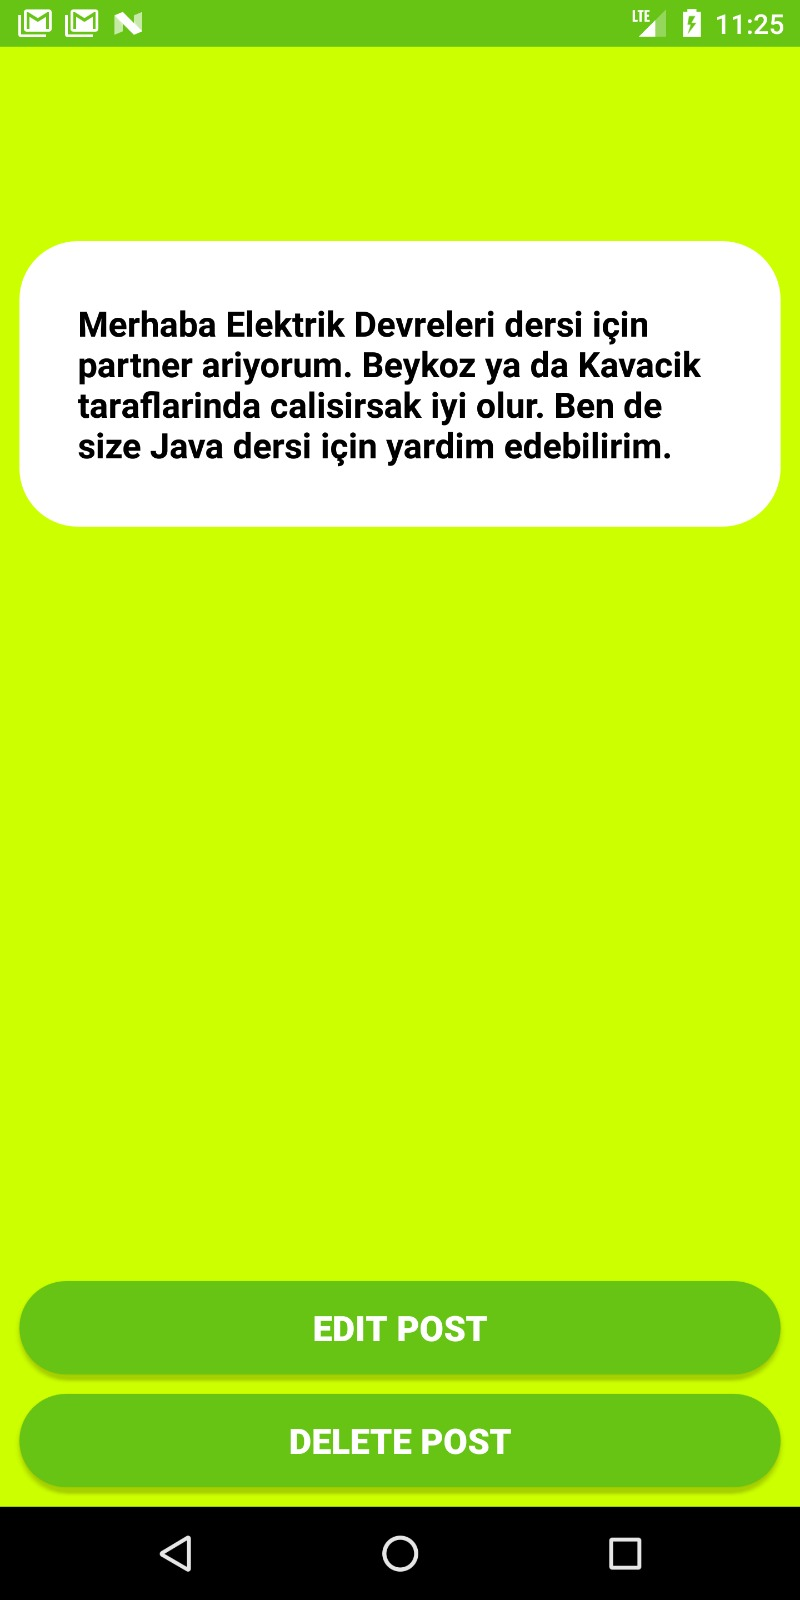 LTE 11:25
Merhaba Elektrik Devreleri dersi için
partner ariyorum. Beykoz ya da Kavacik
taraflarinda calisirsak iyi olur. Ben de
size Java dersi için yardim edebilirim.
EDIT POST
DELETE POST